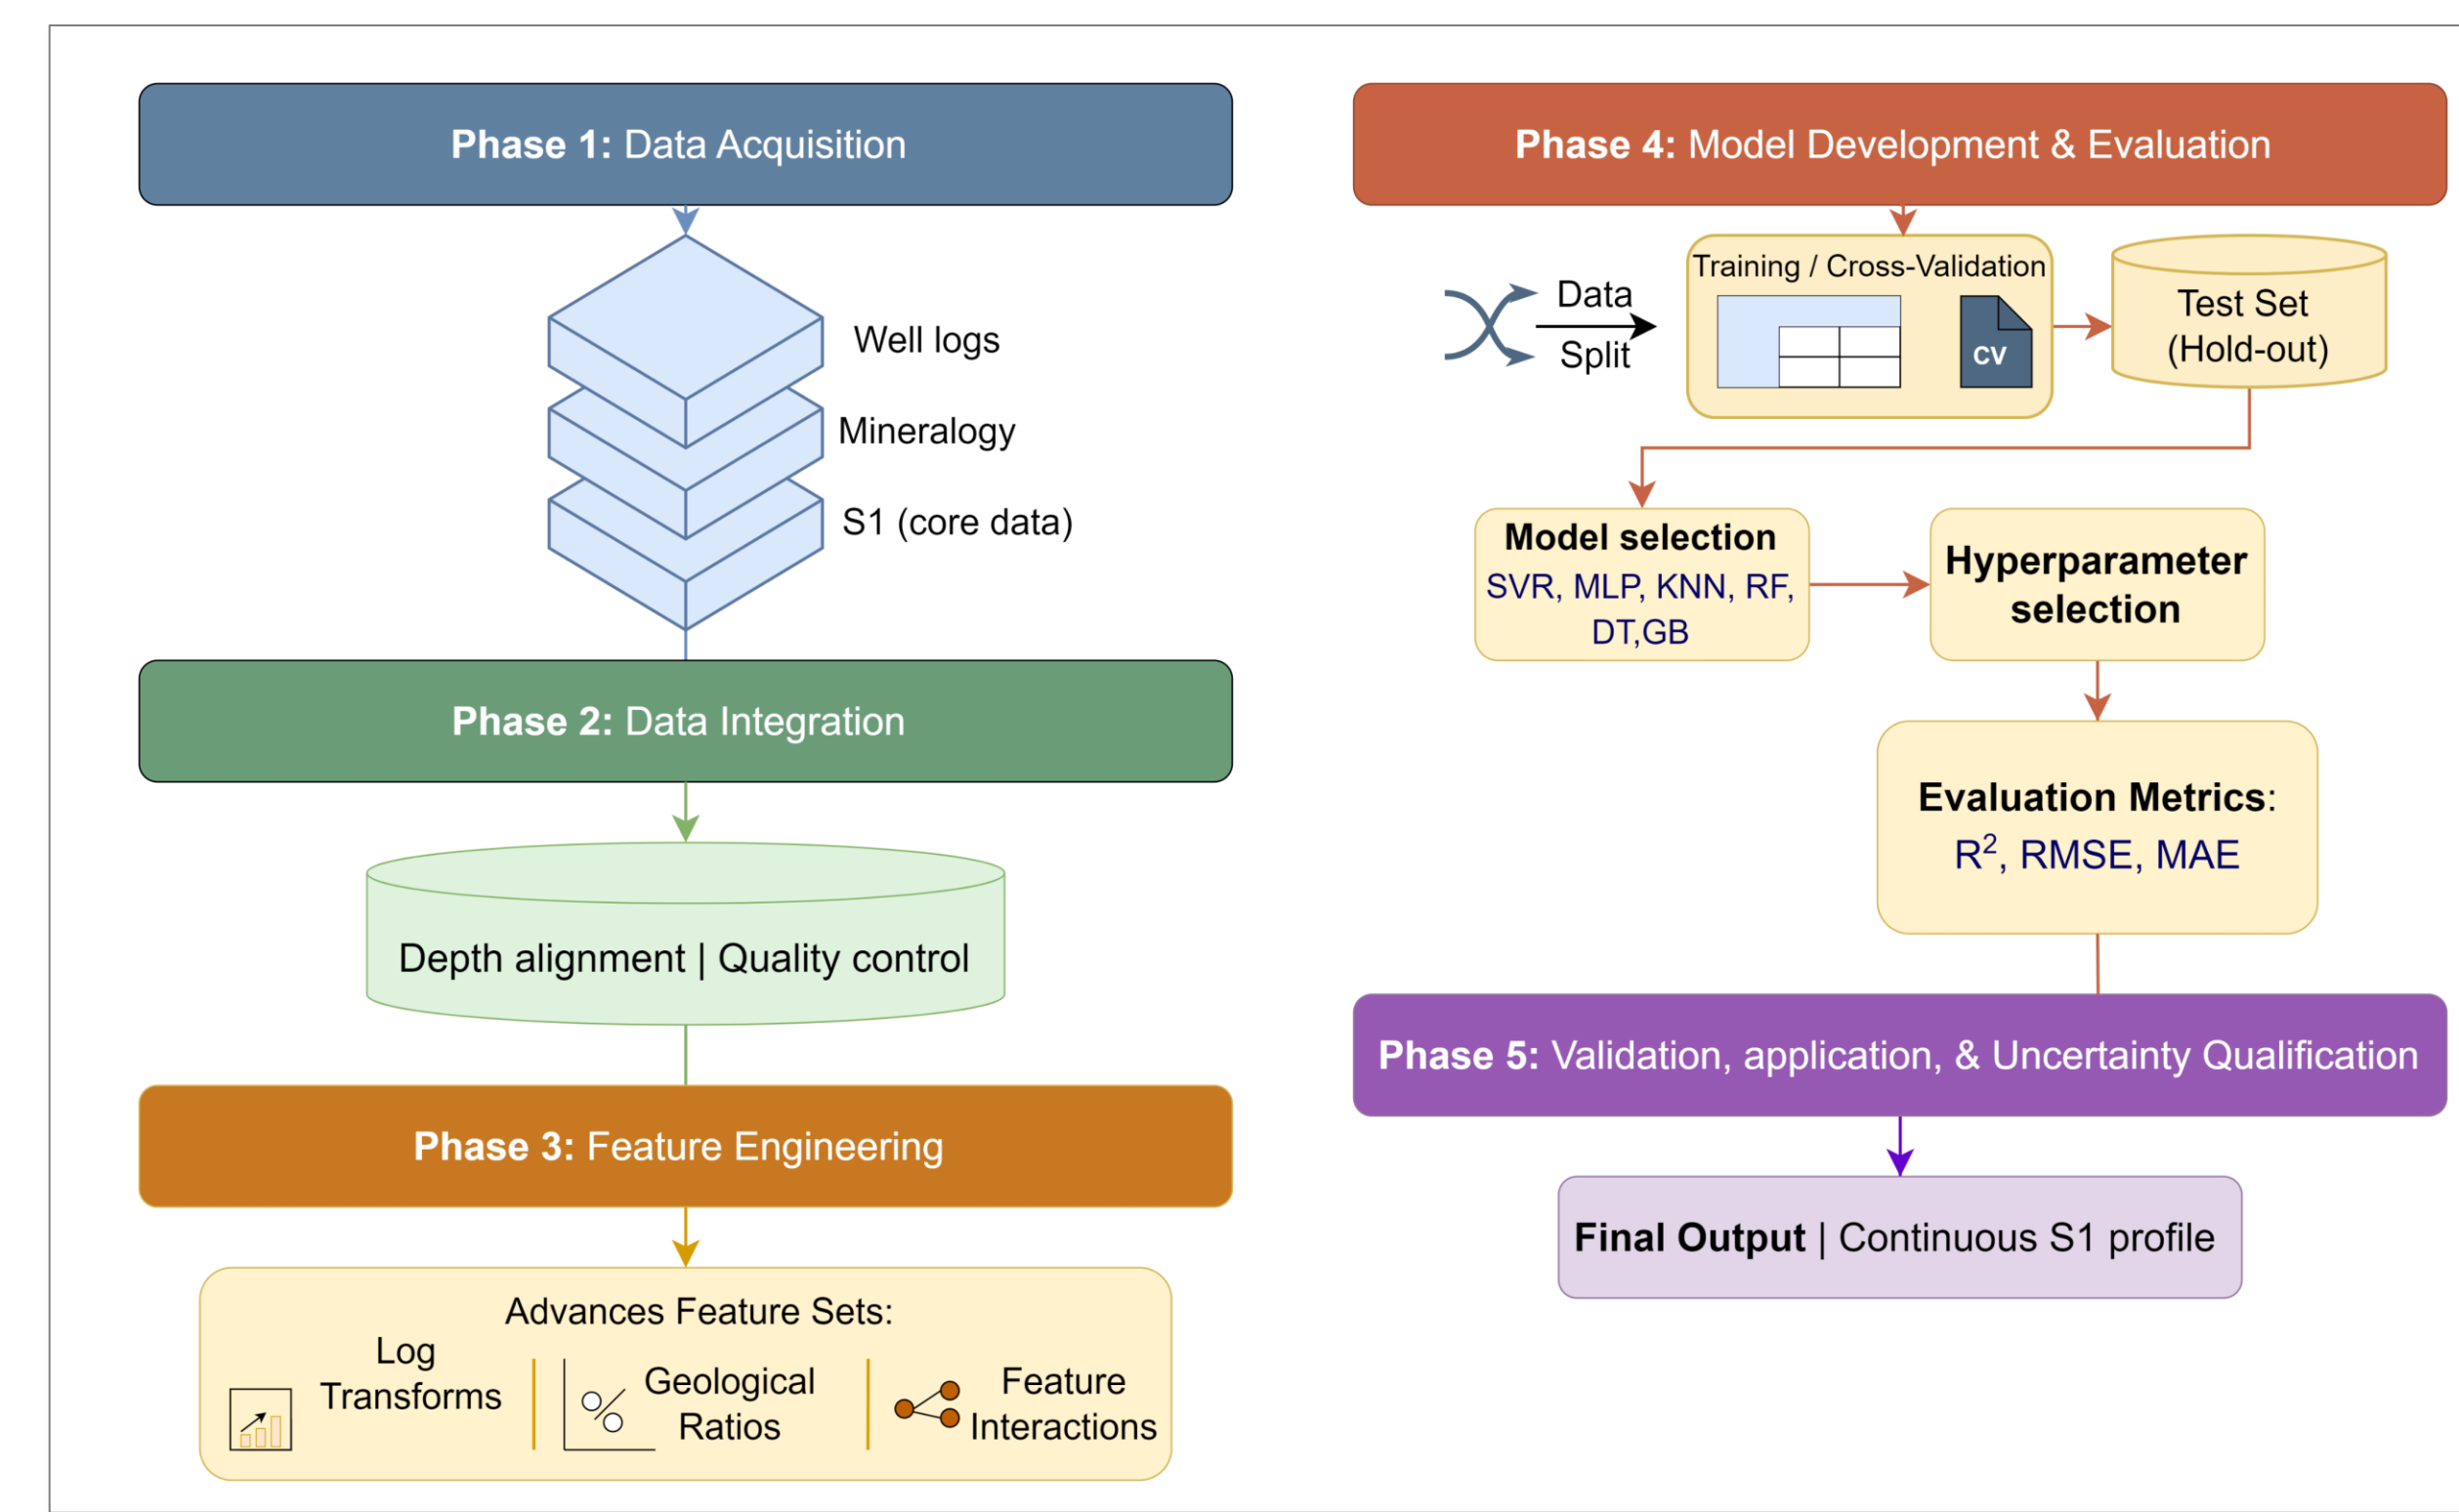 Phase 1: Data Acquisition
Well logs
Mineralogy
S1 (core data)
Phase 2: Data Integration
Depth alignment | Quality control
Phase 3: Feature Engineering
Advances Feature Sets:
Log
Transforms
Geological
Ratios
Feature
Interactions
Phase 4: Model Development & Evaluation
Data
Split
Training / Cross-Validation
CV
Test Set
(Hold-out)
Model selection
SVR, MLP, KNN, RF,
DT,GB
Hyperparameter
selection
Evaluation Metrics:
R², RMSE, MAE
Phase 5: Validation, application, & Uncertainty Qualification
Final Output | Continuous S1 profile